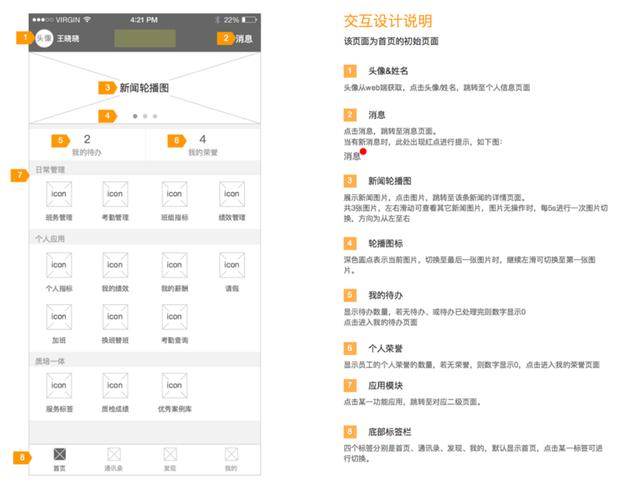 ●●●○○ VIRGIN 4:21 PM 22%
1 头像 王晓晓 2 消息
3 新闻轮播图
4
5 2
我的待办
6 4
我的荣誉
7 日常管理
icon icon icon icon
班务管理 考勤管理 班组指标 绩效管理
个人应用
icon icon icon icon
个人指标 我的绩效 我的薪酬 请假
icon icon icon
加班 换班替班 考勤查询
质培一体
icon icon icon
服务标签 质检成绩 优秀案例库
8 首页 通讯录 发现 我的
交互设计说明
该页面为首页的初始页面
1 头像&姓名
头像从web端获取，点击头像/姓名，跳转至个人信息页面
2 消息
点击消息，跳转至消息页面。
当有新消息时，此处出现红点进行提示，如下图：
消息
3 新闻轮播图
展示新闻图片，点击图片，跳转至该条新闻的详情页面。
共3张图片，左右滑动可查看其它新闻图片，图片无操作时，每5s进行一次图片切
换，方向为从左至右
4 轮播图标
深色圆点表示当前图片，切换至最后一张图片时，继续左滑可切换至第一张图
片。
5 我的待办
显示待办数量，若无待办、或待办已处理完则数字显示0
点击进入我的待办页面
6 个人荣誉
显示员工的个人荣誉的数量，若无荣誉，则数字显示0，点击进入我的荣誉页面
7 应用模块
点击某一功能应用，跳转至对应二级页面。
8 底部标签栏
四个标签分别是首页、通讯录、发现、我的，默认显示首页，点击某一标签可进
行切换。